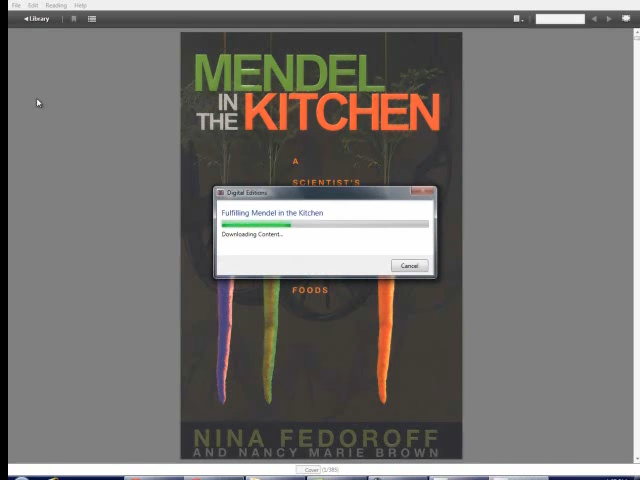 File Edit Reading Help
Library
MENDEL
IN
THE KITCHEN
A
SCIENTIST'S
Digital Editions
Fulfilling Mendel in the Kitchen
Downloading Content...
Cancel
FOODS
NINA FEDOROFF
AND NANCY MARIE BROWN
Cover (1/385)